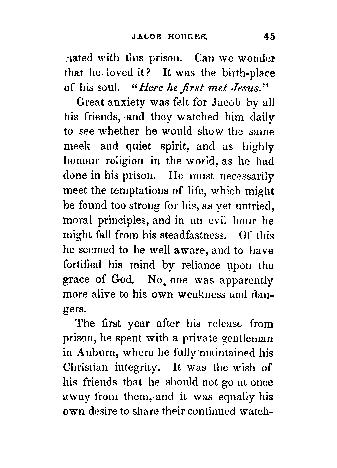 JACOB HODGES. 45
nated with this prison. Can we wonder
that he loved it? It was the birth-place
of his soul. "Here he first met Jesus."
Great anxiety was felt for Jacob by all
his friends, and they watched him daily
to see whether he would show the same
meek and quiet spirit, and as highly
honour religion in the world, as he had
done in his prison. He must necessarily
meet the temptations of life, which might
be found too strong for his, as yet untried,
moral principles, and in an evil hour he
might fall from his steadfastness. Of this
he seemed to be well aware, and to have
fortified his mind by reliance upon the
grace of God. No one was apparently
more alive to his own weakness and dan-
gers.
The first year after his release from
prison, he spent with a private gentleman
in Auburn, where he fully maintained his
Christian integrity. It was the wish of
his friends that he should not go at once
away from them, and it was equally his
own desire to share their continued watch-